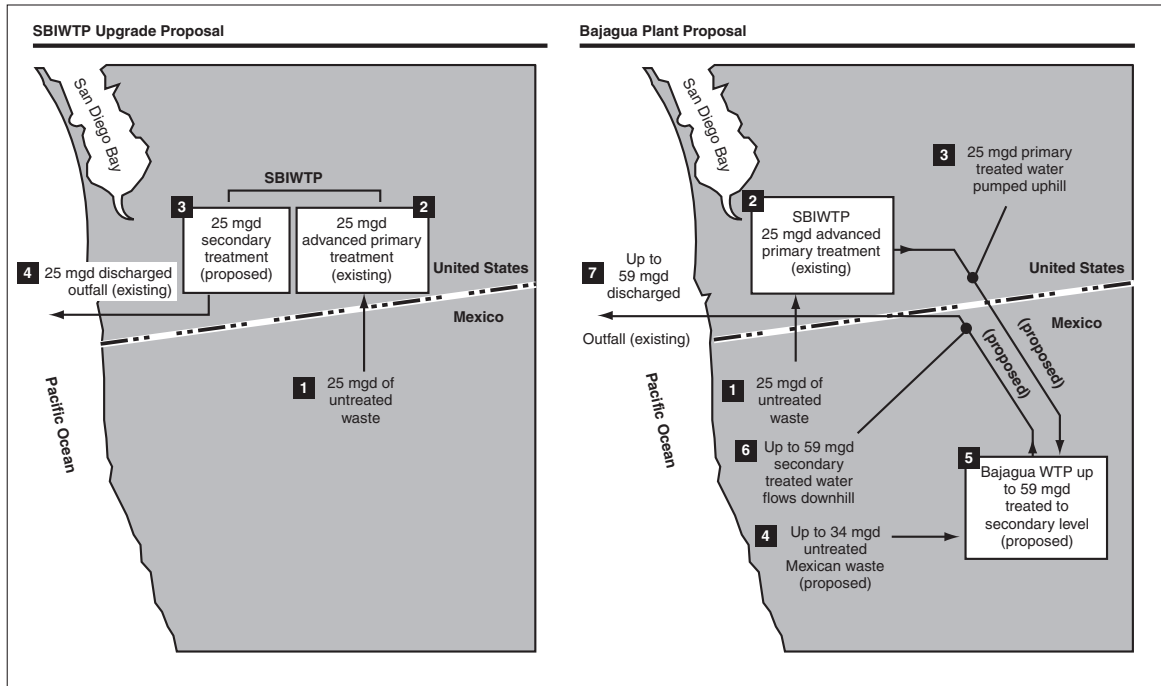 SBIWTP Upgrade Proposal
San Diego Bay
SBIWTP
3
25 mgd
secondary
treatment
(proposed)
2
25 mgd
advanced primary
treatment
(existing)
4
25 mgd discharged
outfall (existing)
United States
Mexico
1
25 mgd of
untreated
waste
Pacific Ocean
Bajagua Plant Proposal
San Diego Bay
3
25 mgd primary
treated water
pumped uphill
2
SBIWTP
25 mgd advanced
primary treatment
(existing)
7
Up to
59 mgd
discharged
United States
Mexico
Outfall (existing)
(proposed)
(proposed)
1
25 mgd of
untreated
waste
Pacific Ocean
6
Up to 59 mgd
secondary
treated water
flows downhill
5
Bajagua WTP up
to 59 mgd
treated to
secondary level
(proposed)
4
Up to 34 mgd
untreated
Mexican waste
(proposed)